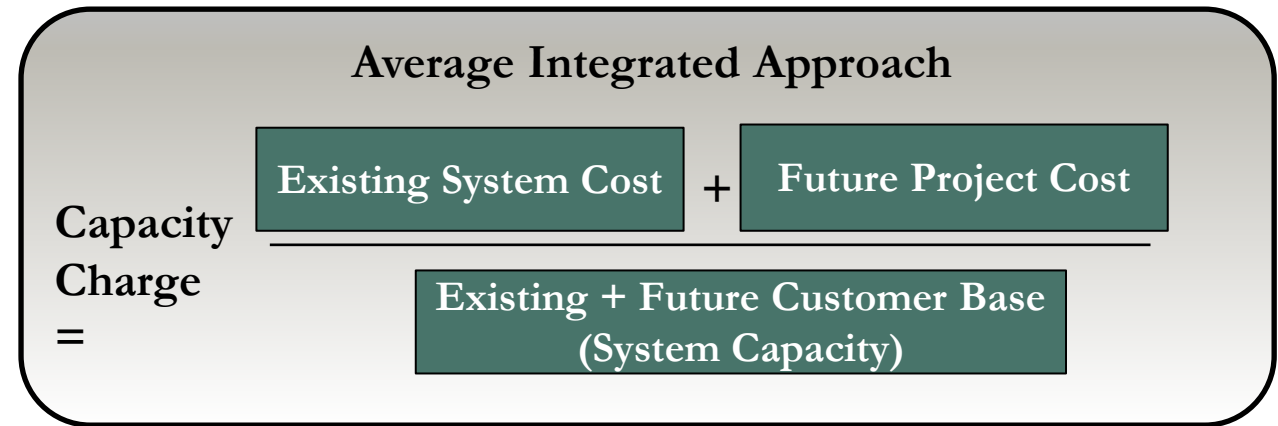 Average Integrated Approach
Existing System Cost + Future Project Cost
Capacity
Charge
=
Existing + Future Customer Base
(System Capacity)